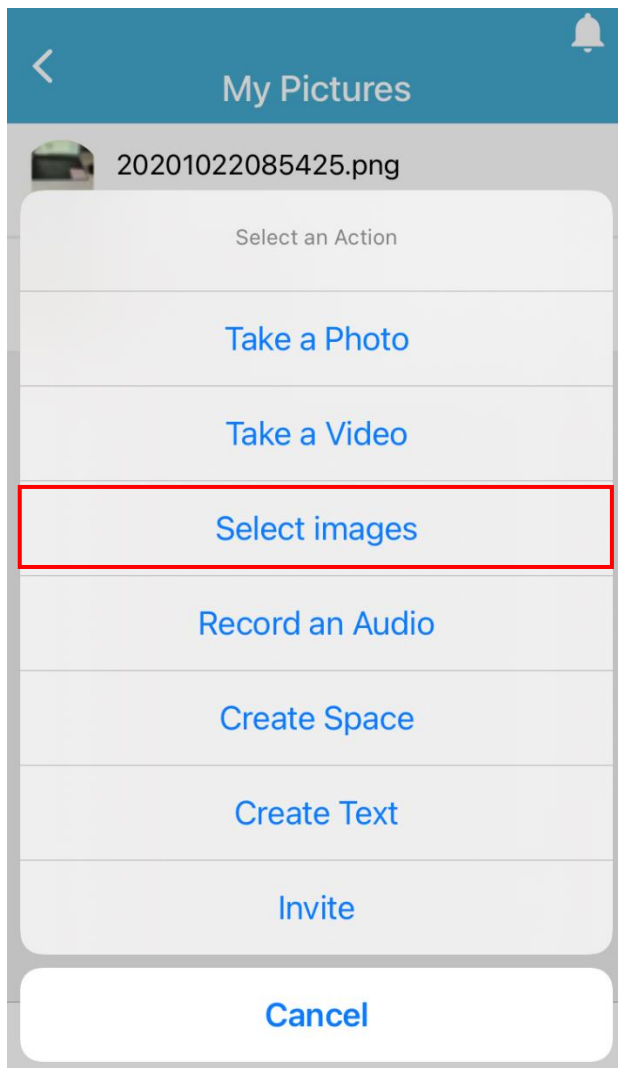 My Pictures
20201022085425.png
Select an Action
Take a Photo
Take a Video
Select images
Record an Audio
Create Space
Create Text
Invite
Cancel